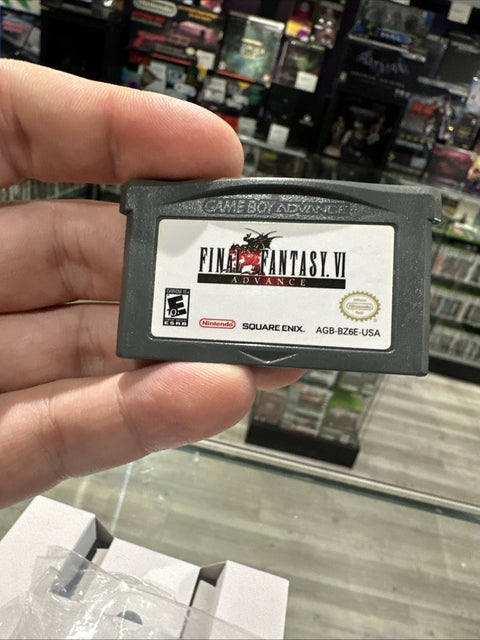 GAME BOY ADVANCE
FINAL FANTASY VI
ADVANCE
EVERYONE 10+
E
ESRB
Nintendo
SQUARE ENIX.
AGB-BZ6E-USA